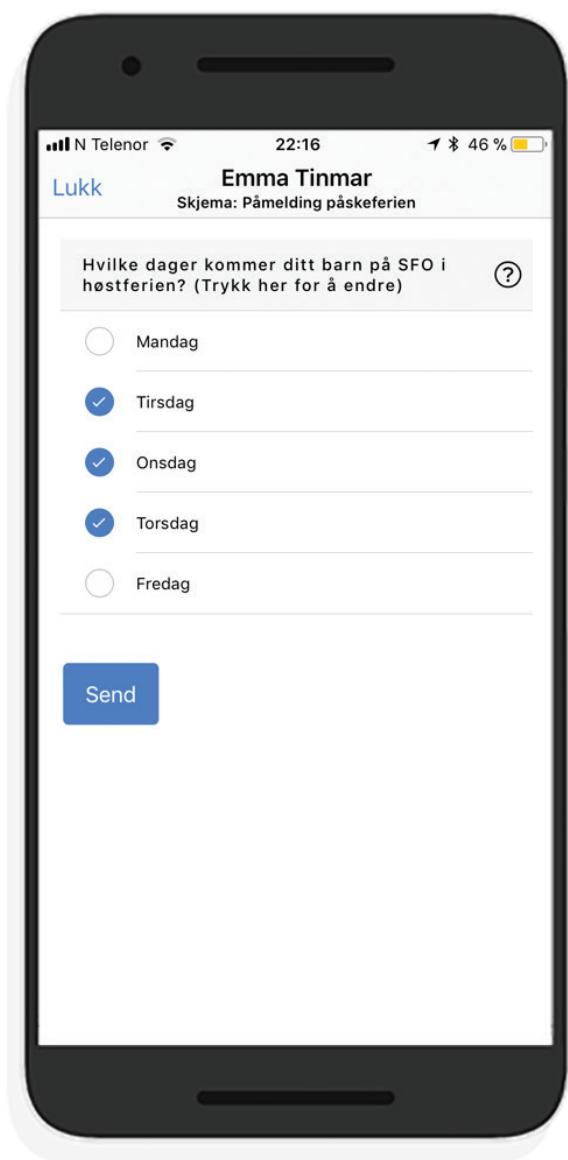 N Telenor 22:16 46 %
Lukk Emma Tinmar
Skjema: Påmelding påskeferien
Hvilke dager kommer ditt barn på SFO i
høstferien? (Trykk her for å endre)
?
Mandag
Tirsdag
Onsdag
Torsdag
Fredag
Send